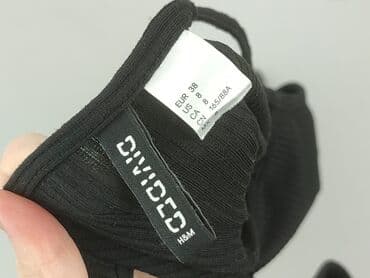 EUR 38
US 8
CA 8
CN 165/88A
DIVIDED
H&M